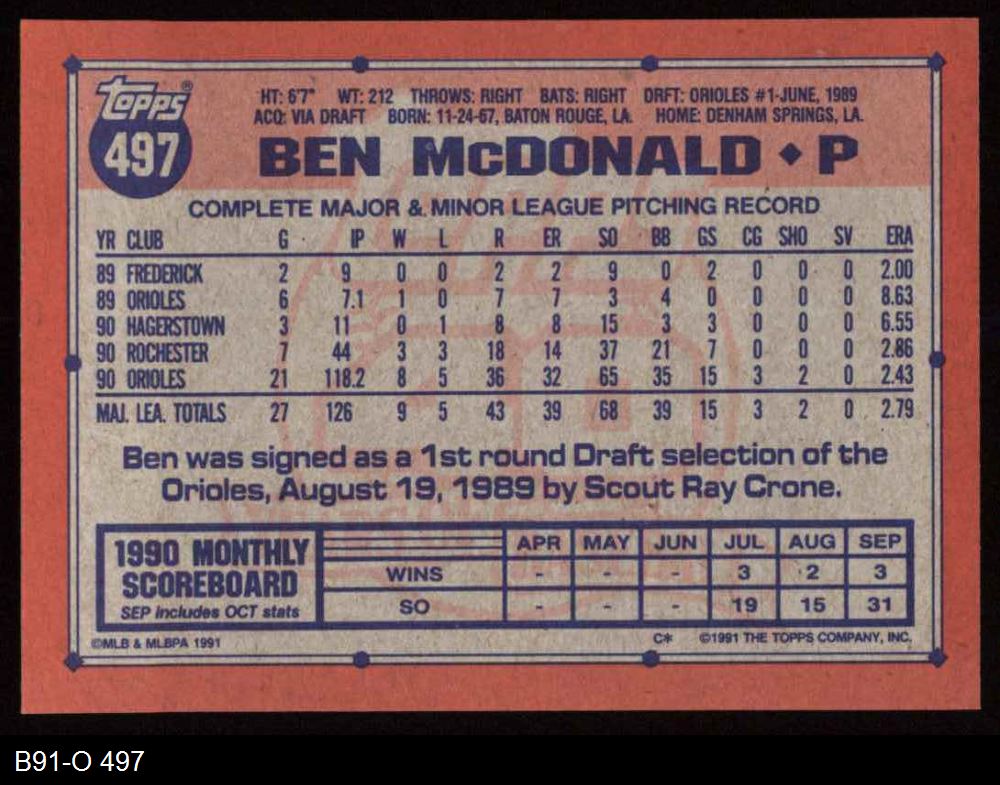 topps®
497
HT: 6'7" WT: 212 THROWS: RIGHT BATS: RIGHT DRFT: ORIOLES #1-JUNE, 1989
ACQ: VIA DRAFT BORN: 11-24-67, BATON ROUGE, LA. HOME: DENHAM SPRINGS, LA.
BEN McDONALD ◆ P
COMPLETE MAJOR & MINOR LEAGUE PITCHING RECORD
YR CLUB G IP W L R ER SO BB GS CG SHO SV ERA
89 FREDERICK 2 9 0 0 2 2 9 0 2 0 0 0 2.00
89 ORIOLES 6 7.1 1 0 7 7 3 4 0 0 0 0 8.63
90 HAGERSTOWN 3 11 0 1 8 8 15 3 3 0 0 0 6.55
90 ROCHESTER 7 44 3 3 18 14 37 21 7 0 0 0 2.86
90 ORIOLES 21 118.2 8 5 36 32 65 35 15 3 2 0 2.43
MAJ. LEA. TOTALS 27 126 9 5 43 39 68 39 15 3 2 0 2.79
Ben was signed as a 1st round Draft selection of the
Orioles, August 19, 1989 by Scout Ray Crone.
1990 MONTHLY
SCOREBOARD
SEP includes OCT stats
APR MAY JUN JUL AUG SEP
WINS - - - 3 2 3
SO - - - 19 15 31
©MLB & MLBPA 1991 C* ©1991 THE TOPPS COMPANY, INC.
B91-O 497